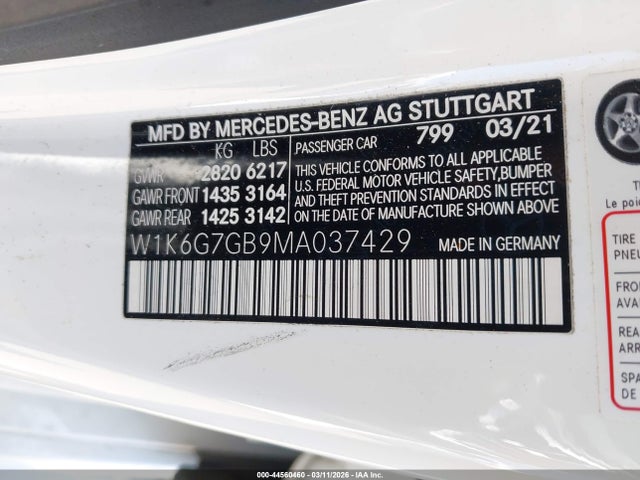 MFD BY MERCEDES-BENZ AG STUTTGART
KG LBS PASSENGER CAR 799 03/21
GVWR 2820 6217
GAWR FRONT 1435 3164
GAWR REAR 1425 3142
THIS VEHICLE CONFORMS TO ALL APPLICABLE
U.S. FEDERAL MOTOR VEHICLE SAFETY, BUMPER
AND THEFT PREVENTION STANDARDS IN EFFECT
ON THE DATE OF MANUFACTURE SHOWN ABOVE.
W1K6G7GB9MA037429 MADE IN GERMANY
Le poi
TIRE
PNEU
FRO
AVA
REA
ARR
SPA
DE
000-44560460 - 03/11/2026 - IAAI.COM